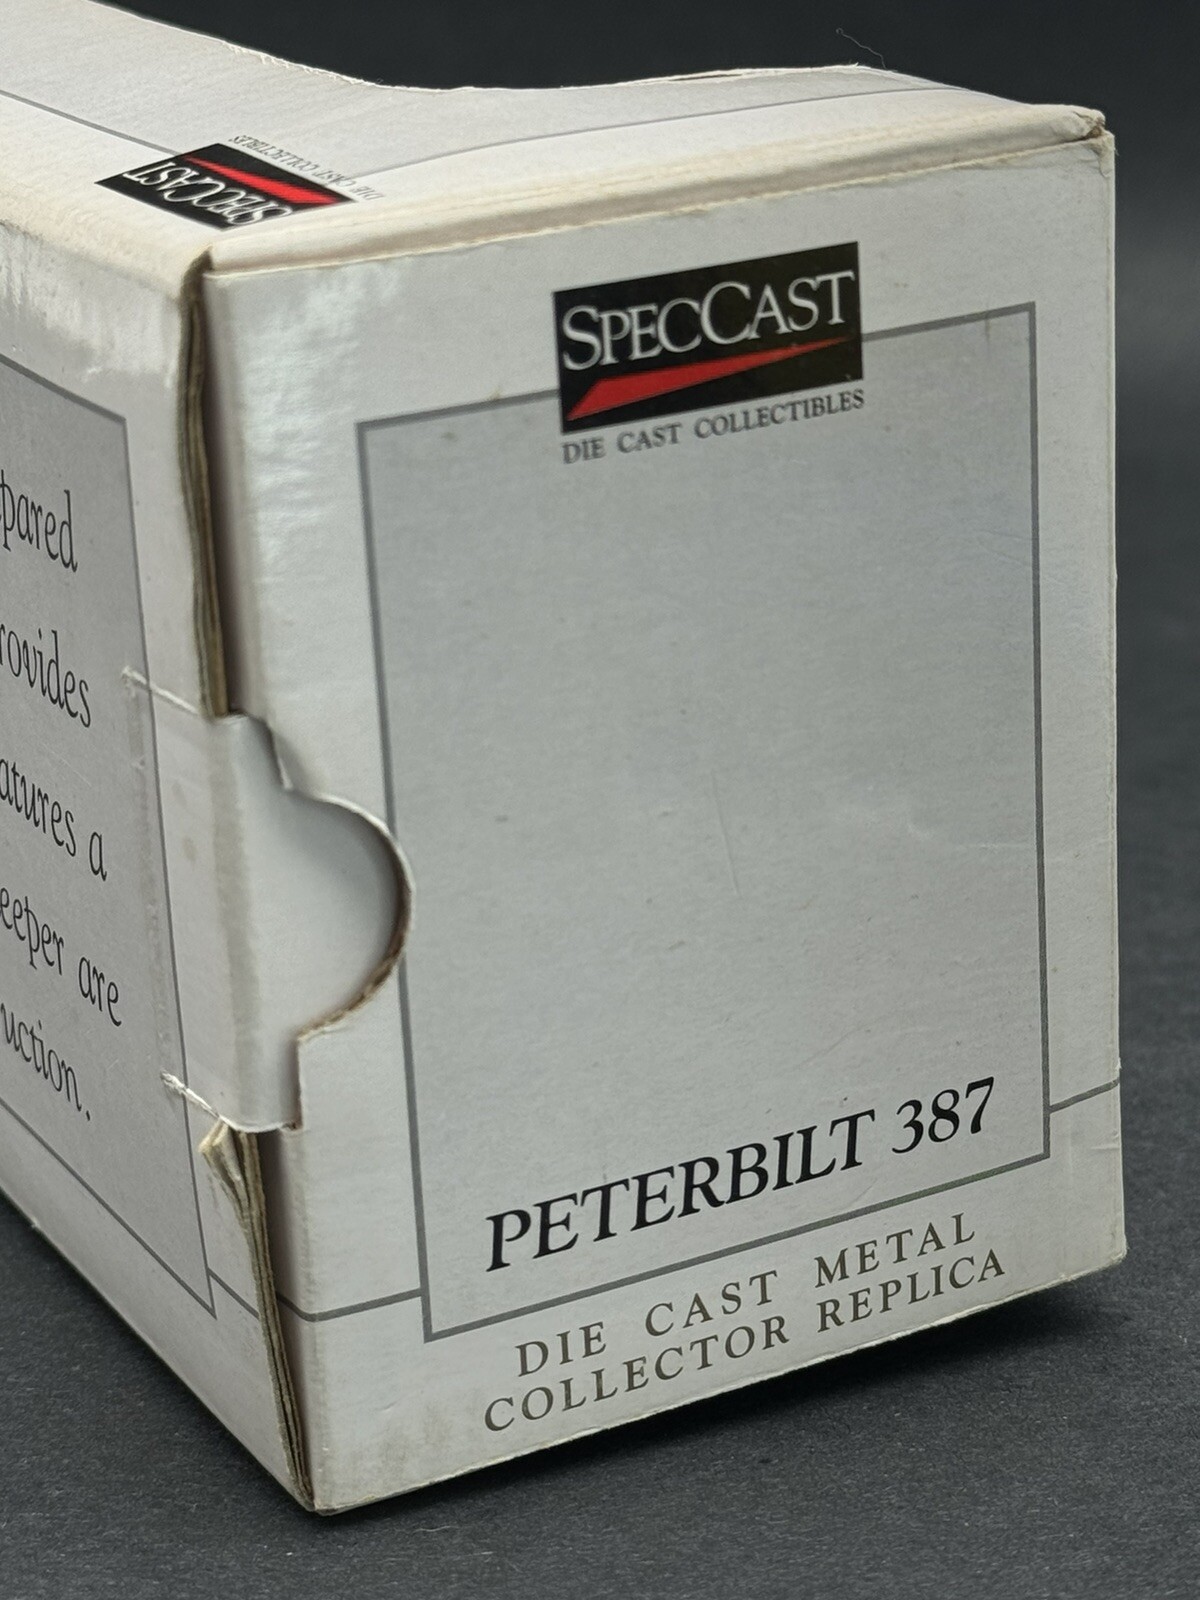 SPECCAST
DIE CAST COLLECTIBLES
SPECCAST
DIE CAST COLLECTIBLES
pared
rovides
atures a
eeper are
uction.
PETERBILT 387
DIE CAST METAL
COLLECTOR REPLICA